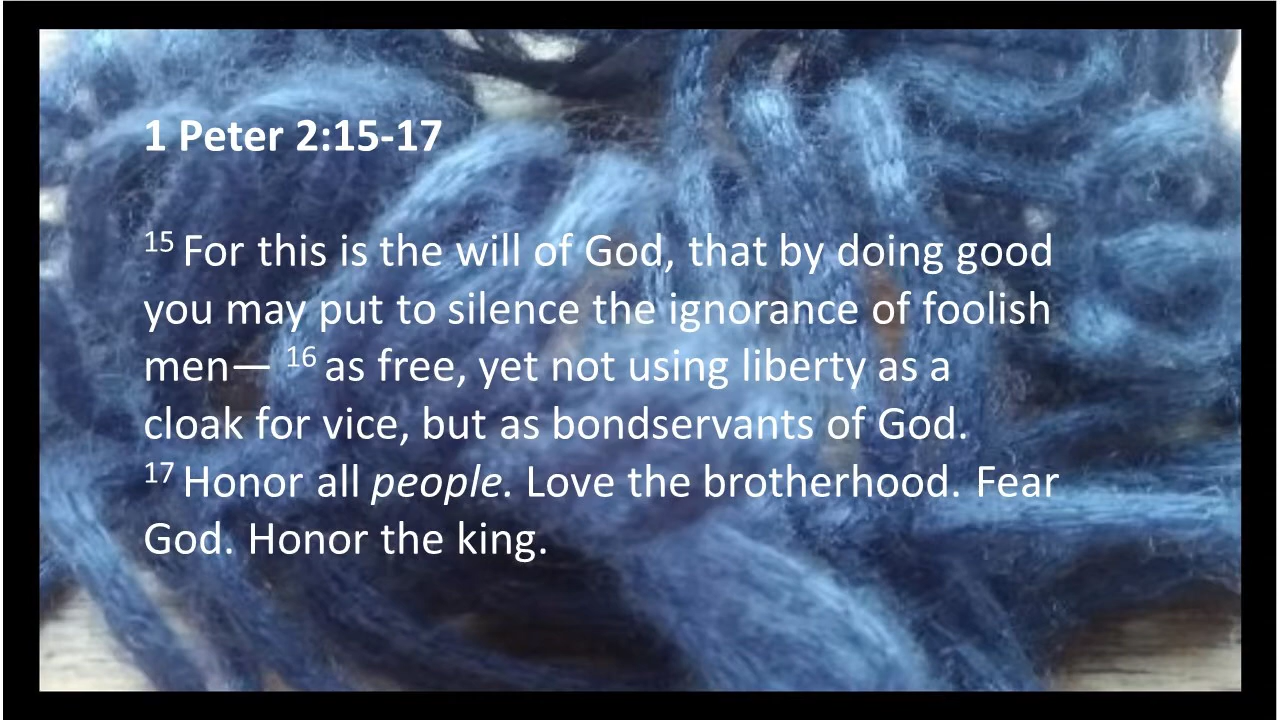 1 Peter 2:15-17
15 For this is the will of God, that by doing good
you may put to silence the ignorance of foolish
men— 16 as free, yet not using liberty as a
cloak for vice, but as bondservants of God.
17 Honor all people. Love the brotherhood. Fear
God. Honor the king.